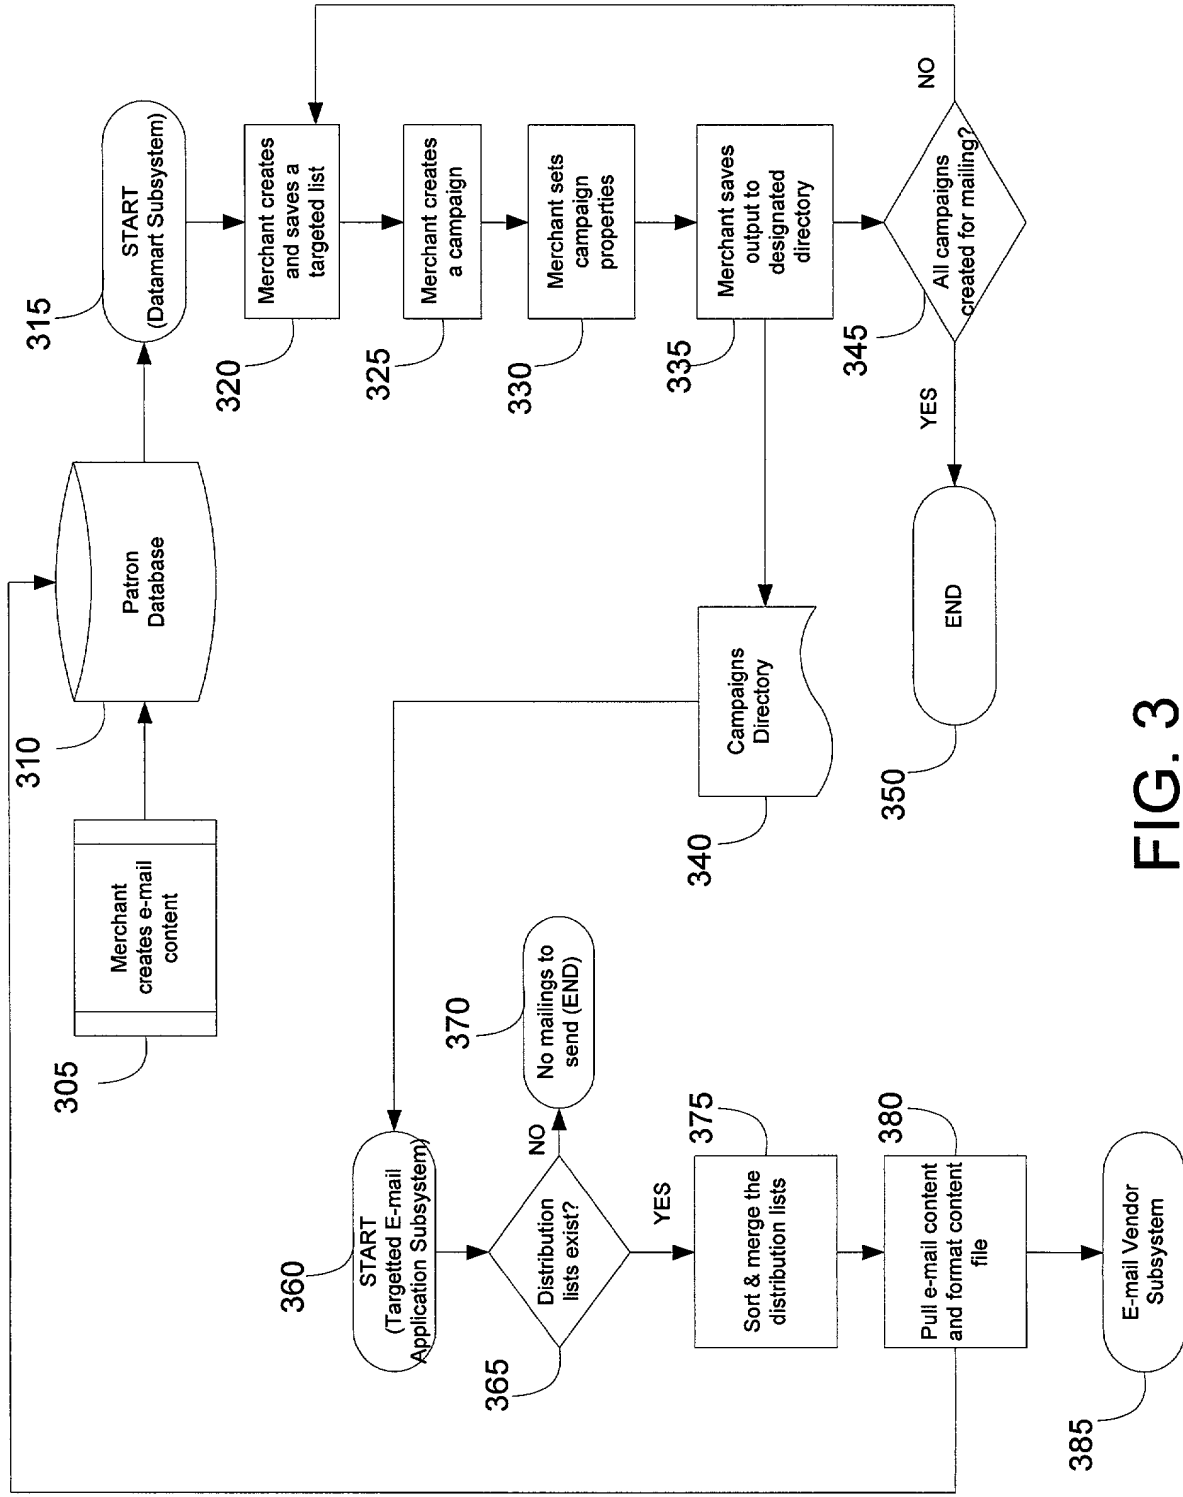 305
Merchant
creates e-mail
content
310
Patron
Database
315
START
(Datamart Subsystem)
320
Merchant creates
and saves a
targeted list
325
Merchant creates
a campaign
330
Merchant sets
campaign
properties
335
Merchant saves
output to
designated
directory
340
Campaigns
Directory
345
All campaigns
created for mailing?
NO
YES
350
END
360
START
(Targetted E-mail
Application Subsystem)
365
Distribution
lists exist?
NO
370
No mailings to
send (END)
YES
375
Sort & merge the
distribution lists
380
Pull e-mail content
and format content
file
385
E-mail Vendor
Subsystem
FIG. 3